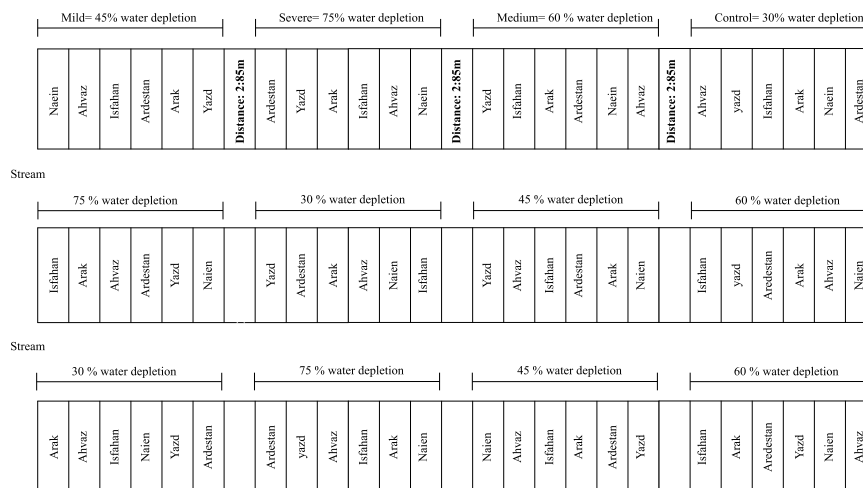 Mild= 45% water depletion Severe= 75% water depletion Medium= 60 % water depletion Control= 30% water depletion
Naein Ahvaz Isfahan Ardestan Arak Yazd Distance: 2:85m Ardestan Yazd Arak Isfahan Ahvaz Naein Distance: 2:85m Yazd Isfahan Arak Ardestan Naein Ahvaz Distance: 2:85m Ahvaz yazd Isfahan Arak Naein Ardestan
Stream
75 % water depletion 30 % water depletion 45 % water depletion 60 % water depletion
Isfahan Arak Ahvaz Ardestan Yazd Naien Yazd Ardestan Arak Ahvaz Naien Isfahan Yazd Ahvaz Isfahan Ardestan Arak Naien Isfahan yazd Aredestan Arak Ahvaz Naien
Stream
30 % water depletion 75 % water depletion 45 % water depletion 60 % water depletion
Arak Ahvaz Isfahan Naien Yazd Ardestan Ardestan yazd Ahvaz Isfahan Arak Naien Naien Ahvaz Isfahan Arak Ardestan Yazd Isfahan Arak Aredestan Yazd Naien Ahvaz